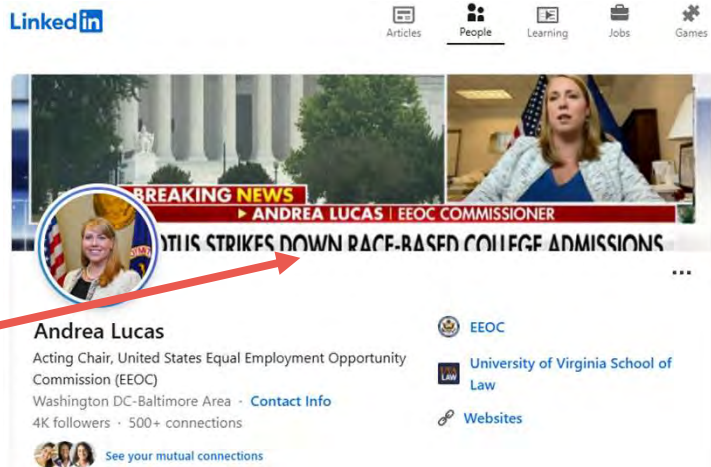 Linked in
Articles People Learning Jobs Games
BREAKING NEWS
ANDREA LUCAS | EEOC COMMISSIONER
OTUS STRIKES DOWN RACE-BASED COLLEGE ADMISSIONS
Andrea Lucas
Acting Chair, United States Equal Employment Opportunity
Commission (EEOC)
Washington DC-Baltimore Area · Contact Info
4K followers · 500+ connections
See your mutual connections
EEOC
LAW
University of Virginia School of
Law
Websites